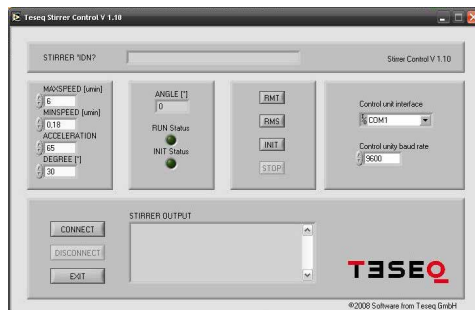 Teseq Stirrer Control V 1.10
STIRRER *IDN?
Stirrer Control V 1.10
MAXSPEED [umin]
6
MINSPEED [umin]
0,18
ACCELERATION
65
DEGREE [°]
30
ANGLE [°]
0
RUN Status
INIT Status
RMT
RMS
INIT
STOP
Control unit interface
COM1
Control unity baud rate
9600
CONNECT
DISCONNECT
EXIT
STIRRER OUTPUT
TESEQ
©2008 Software from Teseq GmbH